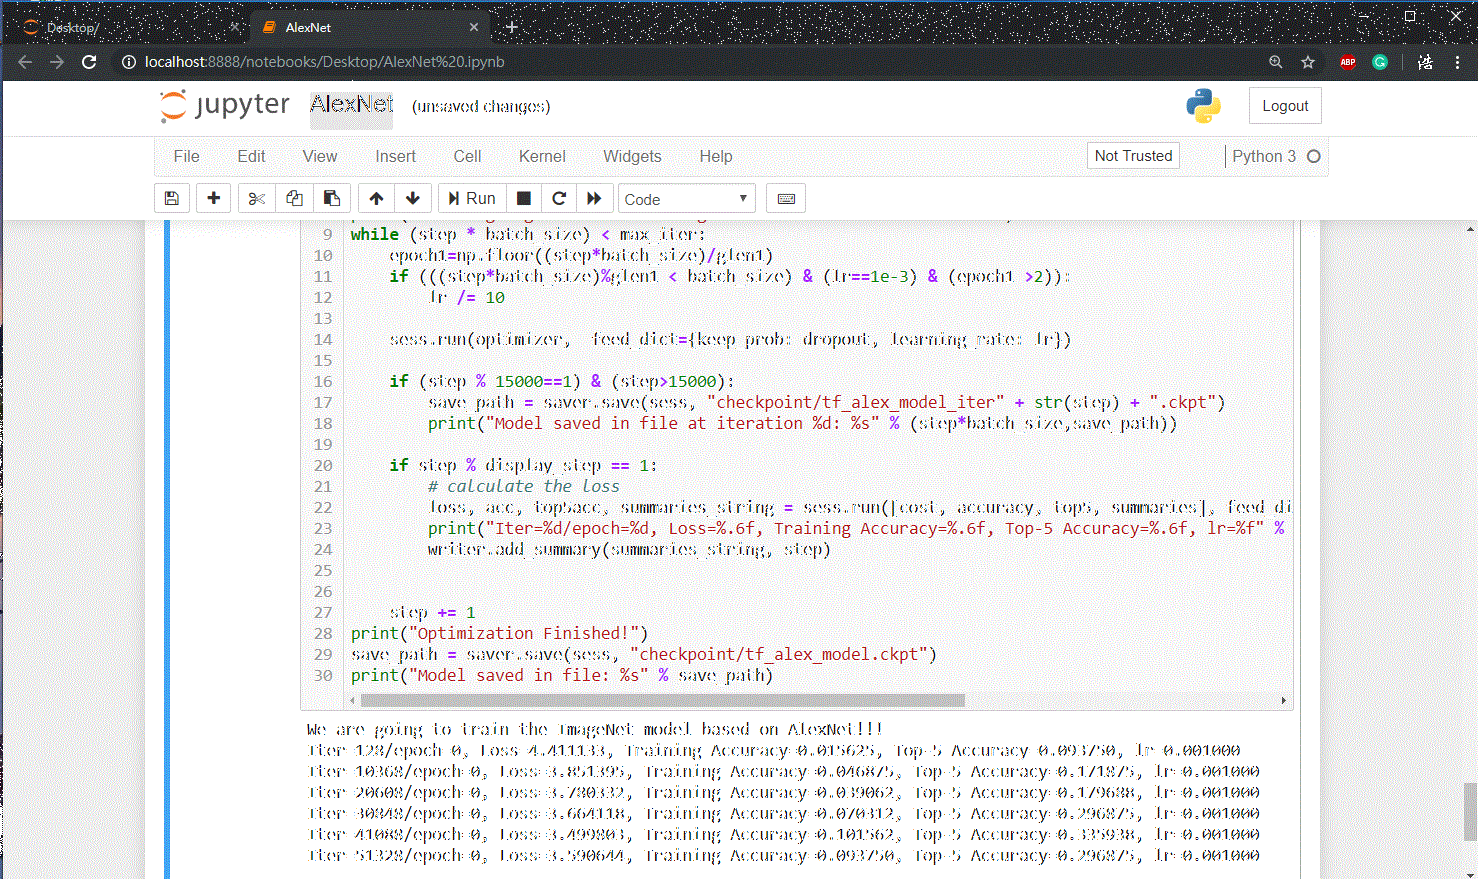 Desktop/
AlexNet
localhost:8888/notebooks/Desktop/AlexNet%20.ipynb
ABP
G
浩
jupyter AlexNet (unsaved changes)
Logout
File Edit View Insert Cell Kernel Widgets Help
Not Trusted
Python 3
Run
Code
9 while (step * batch_size) < max_iter:
10 epoch1=np.floor((step*batch_size)/glen1)
11 if (((step*batch_size)%glen1 < batch_size) & (lr==1e-3) & (epoch1 >2)):
12 lr /= 10
13
14 sess.run(optimizer,  feed_dict={keep_prob: dropout, learning_rate: lr})
15
16 if (step % 15000==1) & (step>15000):
17 save_path = saver.save(sess, "checkpoint/tf_alex_model_iter" + str(step) + ".ckpt")
18 print("Model saved in file at iteration %d: %s" % (step*batch_size,save_path))
19
20 if step % display_step == 1:
21 # calculate the loss
22 loss, acc, top5acc, summaries_string = sess.run([cost, accuracy, top5, summaries], feed_di
23 print("Iter=%d/epoch=%d, Loss=%.6f, Training Accuracy=%.6f, Top-5 Accuracy=%.6f, lr=%f" %
24 writer.add_summary(summaries_string, step)
25
26
27 step += 1
28 print("Optimization Finished!")
29 save_path = saver.save(sess, "checkpoint/tf_alex_model.ckpt")
30 print("Model saved in file: %s" % save_path)
We are going to train the ImageNet model based on AlexNet!!!
Iter=128/epoch=0, Loss=4.411133, Training Accuracy=0.015625, Top-5 Accuracy=0.093750, lr=0.001000
Iter=10368/epoch=0, Loss=3.851395, Training Accuracy=0.046875, Top-5 Accuracy=0.171875, lr=0.001000
Iter=20608/epoch=0, Loss=3.780332, Training Accuracy=0.039062, Top-5 Accuracy=0.179688, lr=0.001000
Iter=30848/epoch=0, Loss=3.664118, Training Accuracy=0.070312, Top-5 Accuracy=0.296875, lr=0.001000
Iter=41088/epoch=0, Loss=3.499803, Training Accuracy=0.101562, Top-5 Accuracy=0.335938, lr=0.001000
Iter=51328/epoch=0, Loss=3.590644, Training Accuracy=0.093750, Top-5 Accuracy=0.296875, lr=0.001000